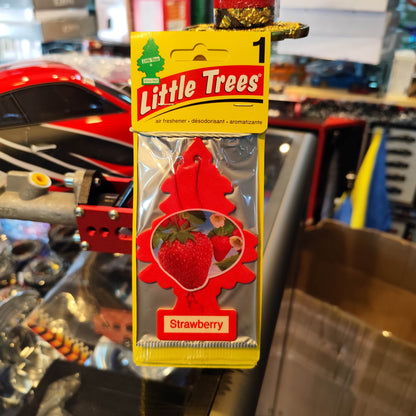 1
Little Trees
air freshener • désodorisant • aromatizante
Strawberry